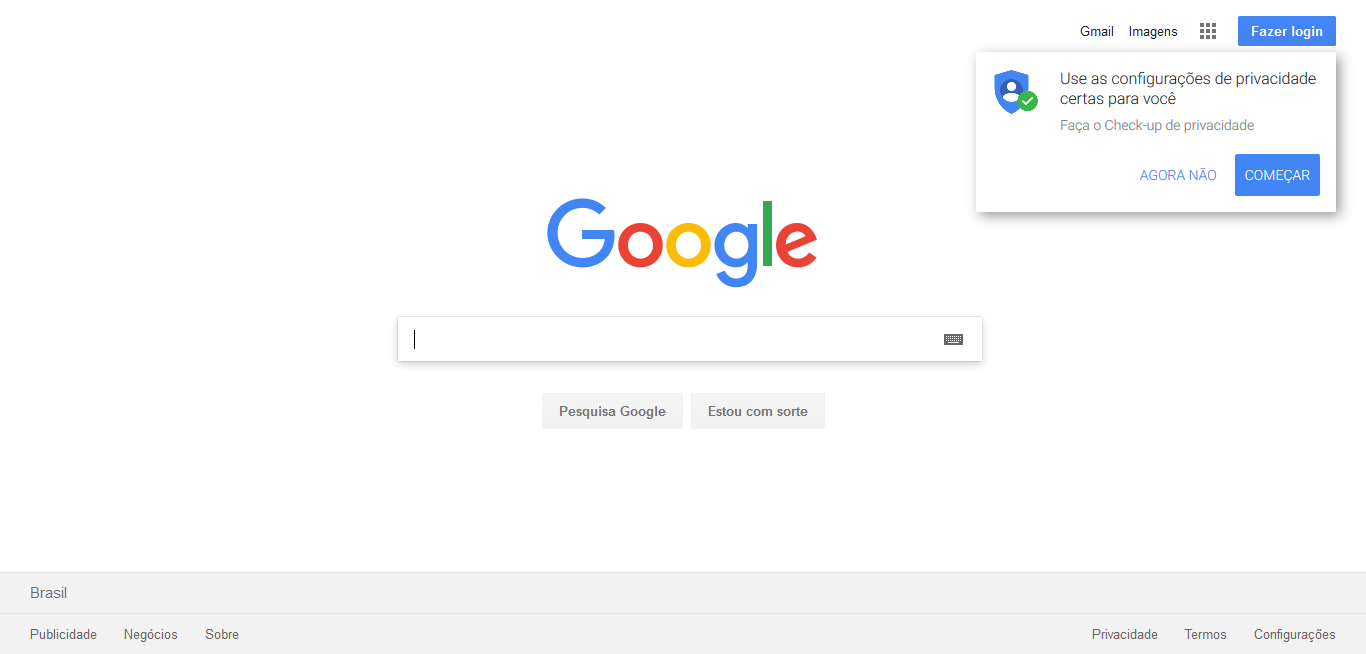 Gmail Imagens Fazer login
Use as configurações de privacidade
certas para você
Faça o Check-up de privacidade
AGORA NÃO COMEÇAR
Google
Pesquisa Google Estou com sorte
Brasil
Publicidade Negócios Sobre Privacidade Termos Configurações